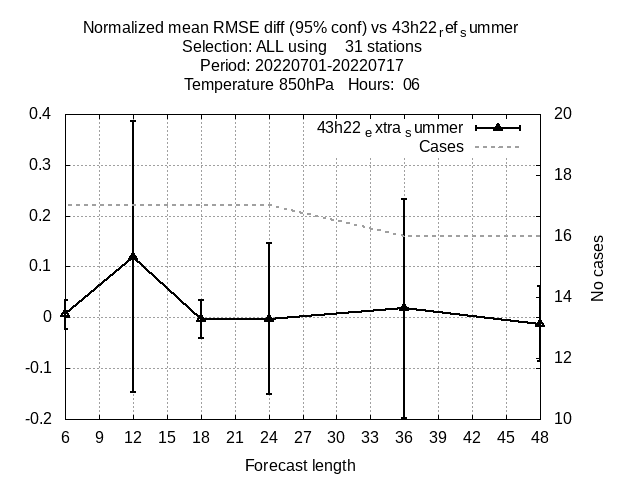 Normalized mean RMSE diff (95% conf) vs 43h22refsummer
Selection: ALL using 31 stations
Period: 20220701-20220717
Temperature 850hPa Hours: 06
43h22extrasummer
Cases
0.4
0.3
0.2
0.1
0
-0.1
-0.2
20
18
16
14
12
10
No cases
6 9 12 15 18 21 24 27 30 33 36 39 42 45 48
Forecast length